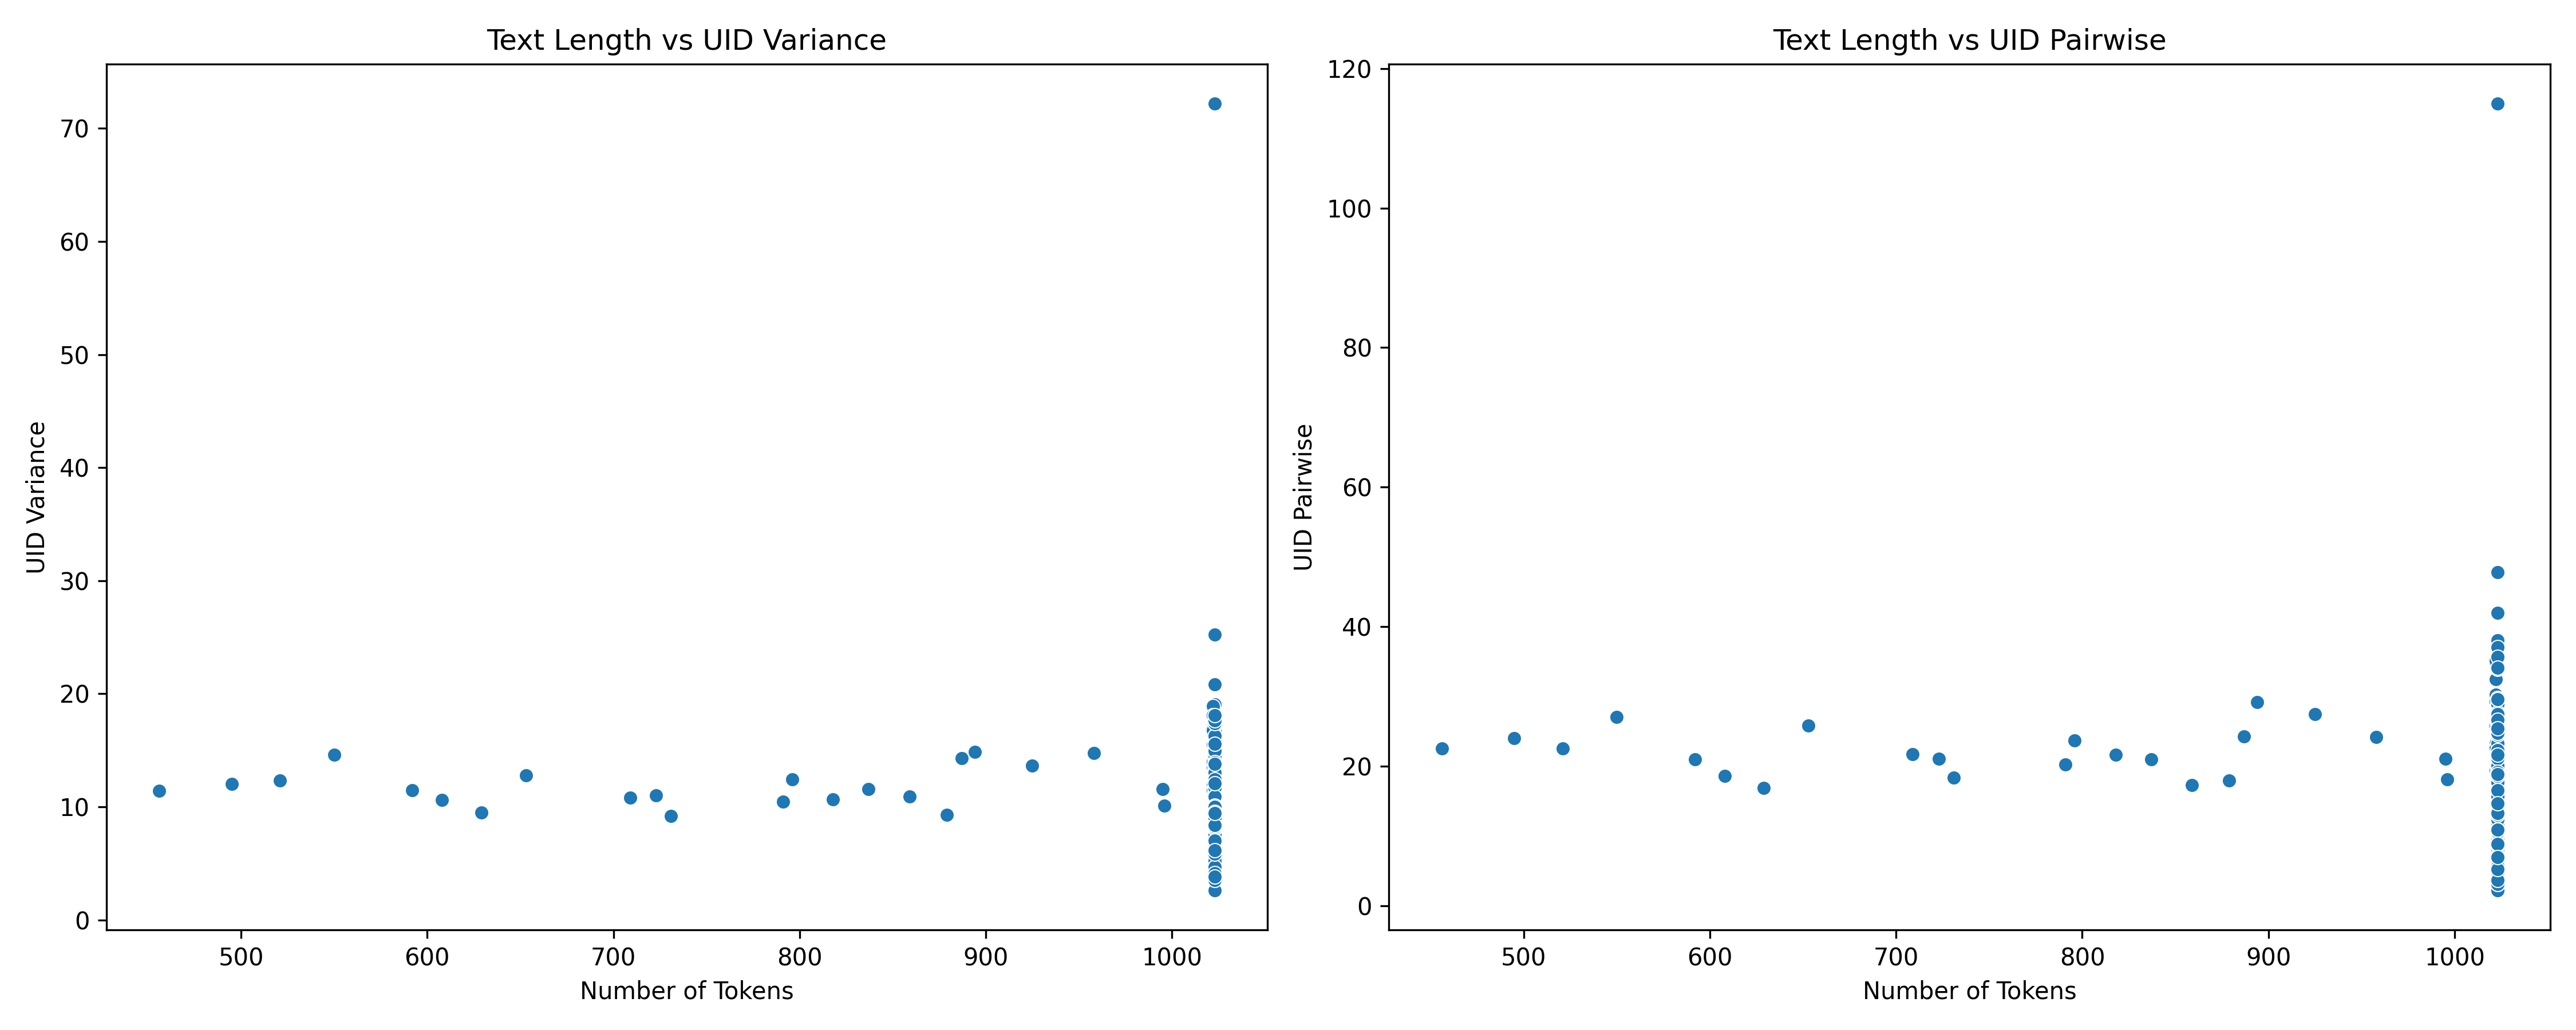 Text Length vs UID Variance
70
60
50
40
30
20
10
0
UID Variance
500 600 700 800 900 1000
Number of Tokens
Text Length vs UID Pairwise
120
100
80
60
40
20
0
UID Pairwise
500 600 700 800 900 1000
Number of Tokens